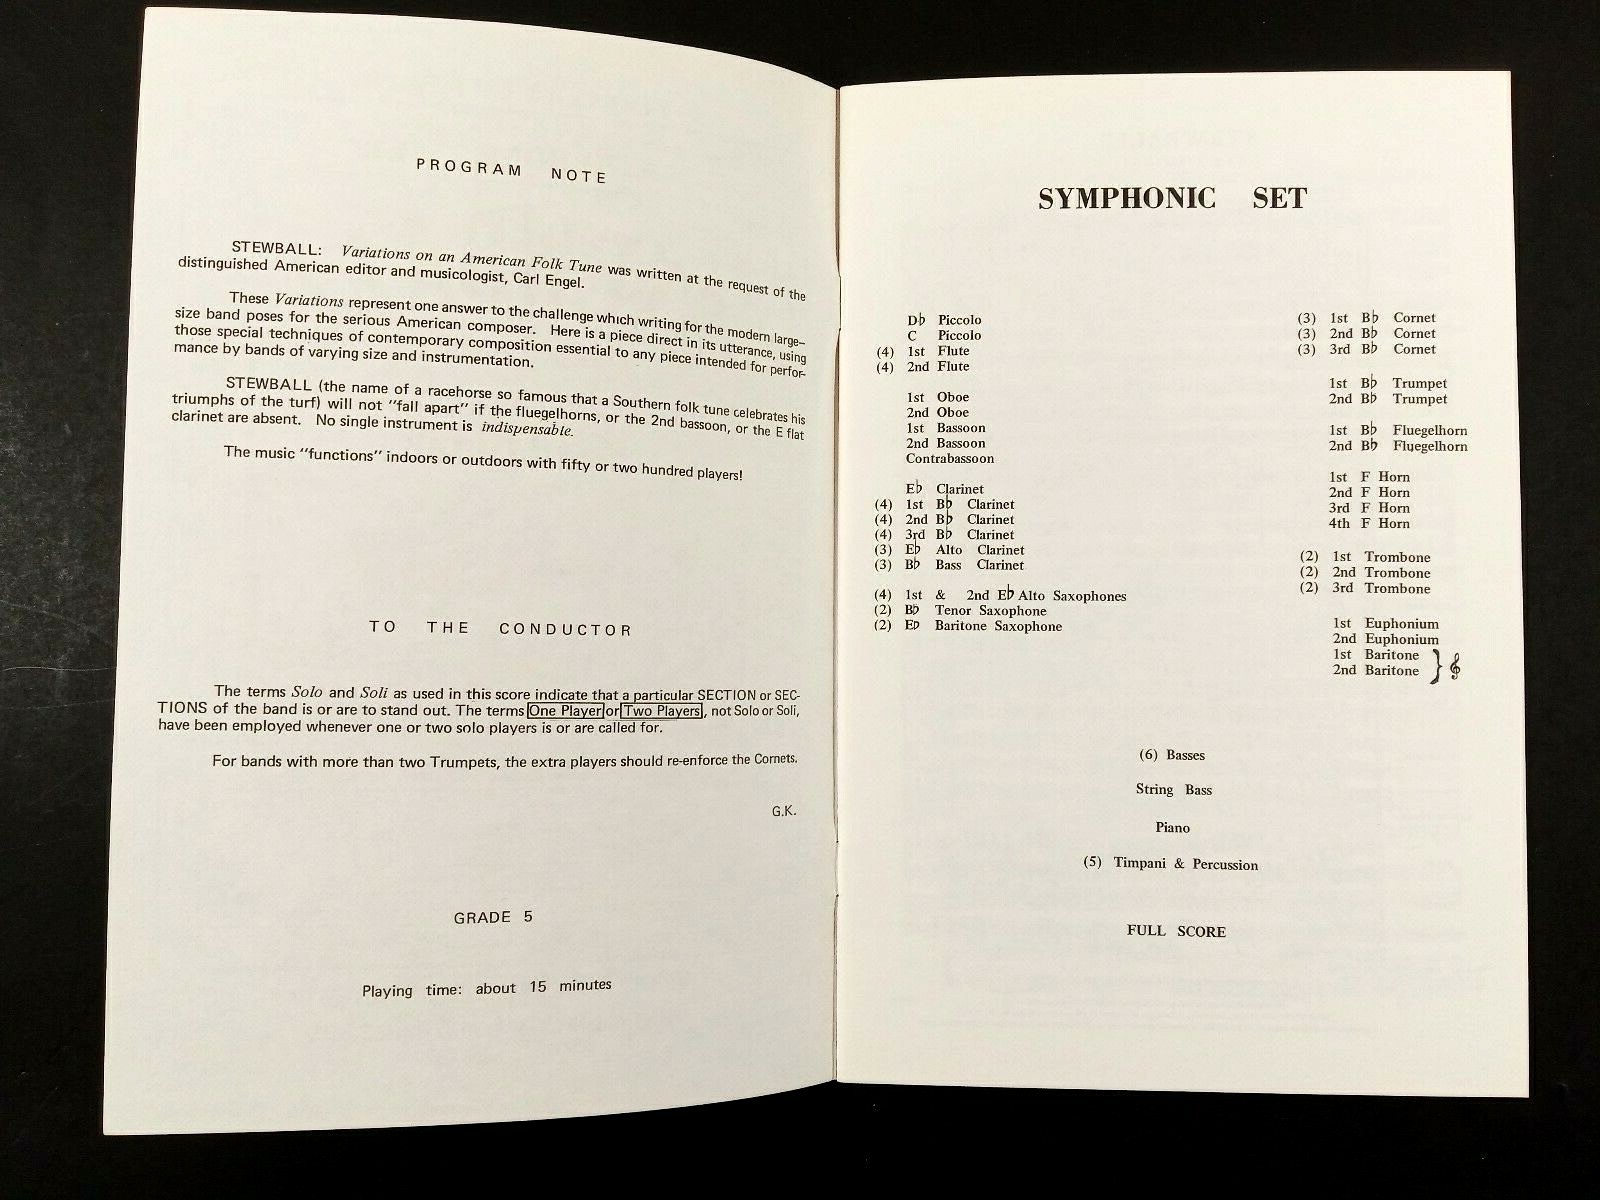 PROGRAM NOTE
STEWBALL: Variations on an American Folk Tune was written at the request of the
distinguished American editor and musicologist, Carl Engel.
These Variations represent one answer to the challenge which writing for the modern large-
size band poses for the serious American composer. Here is a piece direct in its utterance, using
those special techniques of contemporary composition essential to any piece intended for perfor-
mance by bands of varying size and instrumentation.
STEWBALL (the name of a racehorse so famous that a Southern folk tune celebrates his
triumphs of the turf) will not "fall apart" if the fluegelhorns, or the 2nd bassoon, or the E flat
clarinet are absent. No single instrument is indispensable.
The music "functions" indoors or outdoors with fifty or two hundred players!
TO THE CONDUCTOR
The terms Solo and Soli as used in this score indicate that a particular SECTION or SEC-
TIONS of the band is or are to stand out. The terms One Player or Two Players, not Solo or Soli,
have been employed whenever one or two solo players is or are called for.
For bands with more than two Trumpets, the extra players should re-enforce the Cornets.
G.K.
GRADE 5
Playing time: about 15 minutes
SYMPHONIC SET
D♭ Piccolo
C Piccolo
(4) 1st Flute
(4) 2nd Flute
1st Oboe
2nd Oboe
1st Bassoon
2nd Bassoon
Contrabassoon
E♭ Clarinet
(4) 1st B♭ Clarinet
(4) 2nd B♭ Clarinet
(4) 3rd B♭ Clarinet
(3) E♭ Alto Clarinet
(3) B♭ Bass Clarinet
(4) 1st & 2nd E♭ Alto Saxophones
(2) B♭ Tenor Saxophone
(2) E♭ Baritone Saxophone
(3) 1st B♭ Cornet
(3) 2nd B♭ Cornet
(3) 3rd B♭ Cornet
1st B♭ Trumpet
2nd B♭ Trumpet
1st B♭ Fluegelhorn
2nd B♭ Fluegelhorn
1st F Horn
2nd F Horn
3rd F Horn
4th F Horn
(2) 1st Trombone
(2) 2nd Trombone
(2) 3rd Trombone
1st Euphonium
2nd Euphonium
1st Baritone
2nd Baritone } 𝄞
(6) Basses
String Bass
Piano
(5) Timpani & Percussion
FULL SCORE